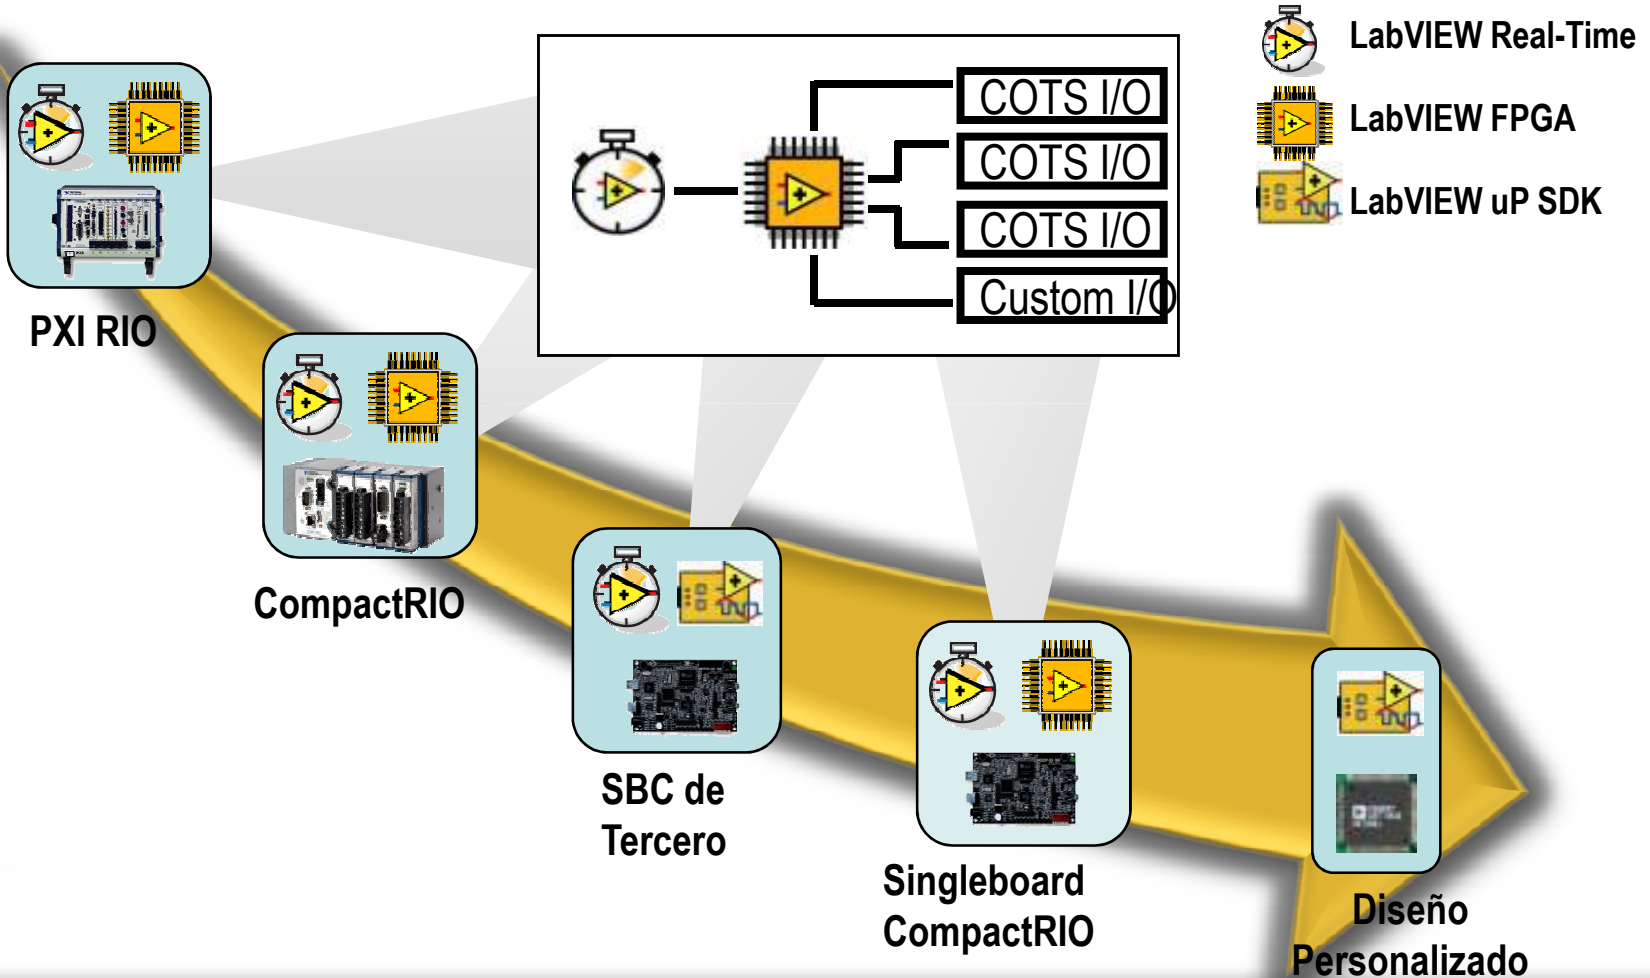 LabVIEW Real-Time
LabVIEW FPGA
LabVIEW uP SDK
COTS I/O
COTS I/O
COTS I/O
Custom I/O
PXI RIO
CompactRIO
SBC de
Tercero
Singleboard
CompactRIO
Diseño
Personalizado